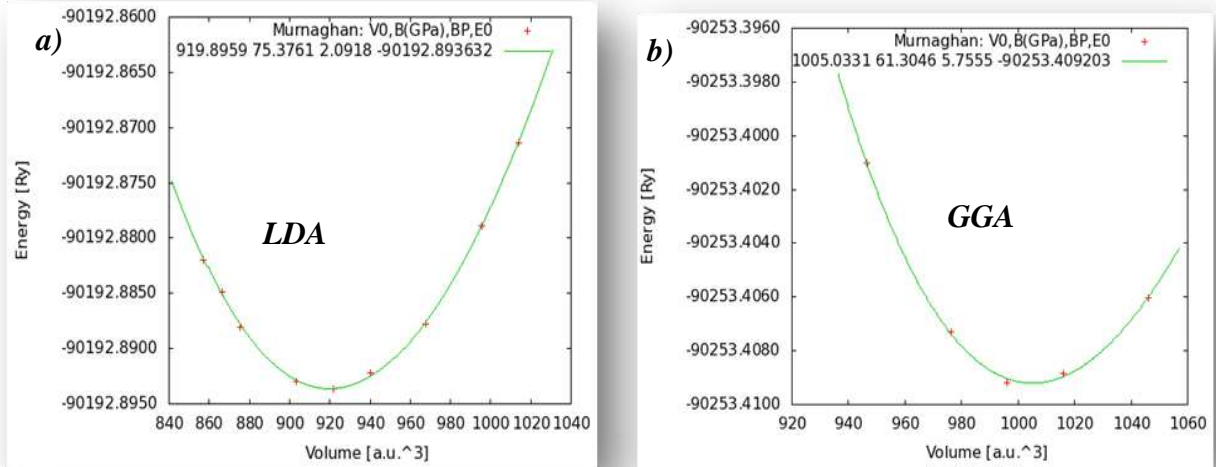 a)
Murnaghan: V0,B(GPa),BP,E0
919.8959 75.3761 2.0918 -90192.893632
-90192.8600
-90192.8650
-90192.8700
-90192.8750
-90192.8800
-90192.8850
-90192.8900
-90192.8950
Energy [Ry]
LDA
840 860 880 900 920 940 960 980 1000 1020 1040
Volume [a.u.^3]
b)
Murnaghan: V0,B(GPa),BP,E0
1005.0331 61.3046 5.7555 -90253.409203
-90253.3960
-90253.3980
-90253.4000
-90253.4020
-90253.4040
-90253.4060
-90253.4080
-90253.4100
Energy [Ry]
GGA
920 940 960 980 1000 1020 1040 1060
Volume [a.u.^3]